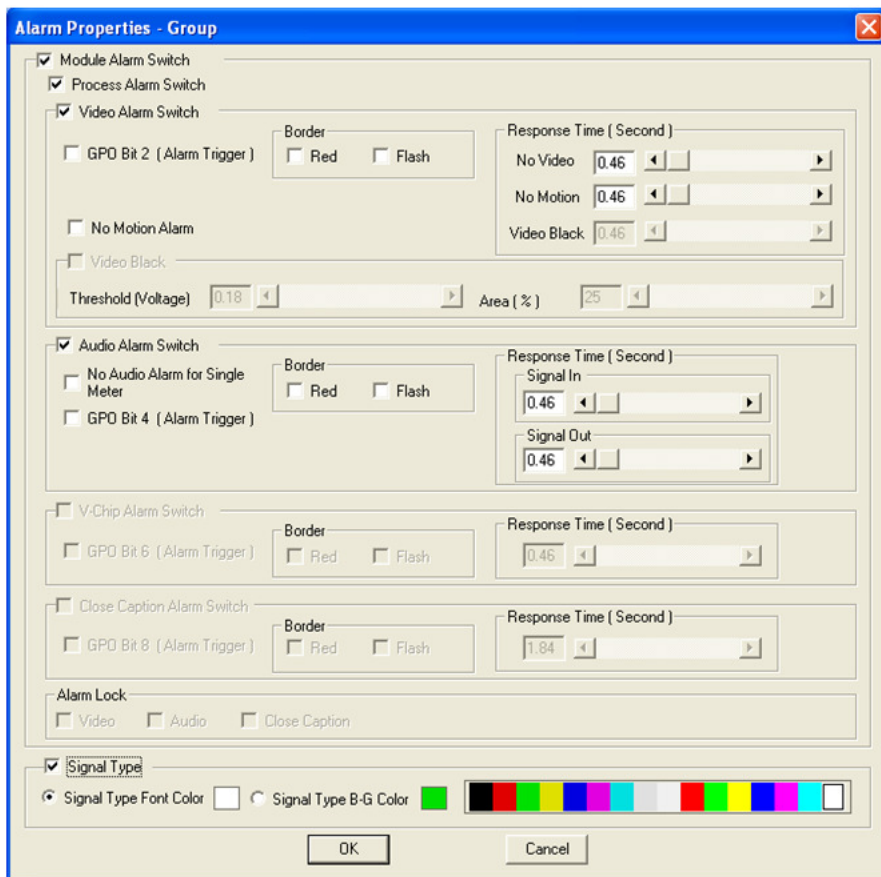 Alarm Properties - Group
Module Alarm Switch
Process Alarm Switch
Video Alarm Switch
GPO Bit 2 ( Alarm Trigger )
Border
Red Flash
Response Time ( Second )
No Video 0.46
No Motion 0.46
Video Black 0.46
No Motion Alarm
Video Black
Threshold (Voltage) 0.18 Area ( % ) 25
Audio Alarm Switch
No Audio Alarm for Single
Meter
GPO Bit 4 ( Alarm Trigger )
Border
Red Flash
Response Time ( Second )
Signal In
0.46
Signal Out
0.46
V-Chip Alarm Switch
GPO Bit 6 ( Alarm Trigger )
Border
Red Flash
Response Time ( Second )
0.46
Close Caption Alarm Switch
GPO Bit 8 ( Alarm Trigger )
Border
Red Flash
Response Time ( Second )
1.84
Alarm Lock
Video Audio Close Caption
Signal Type
Signal Type Font Color Signal Type B-G Color
OK Cancel